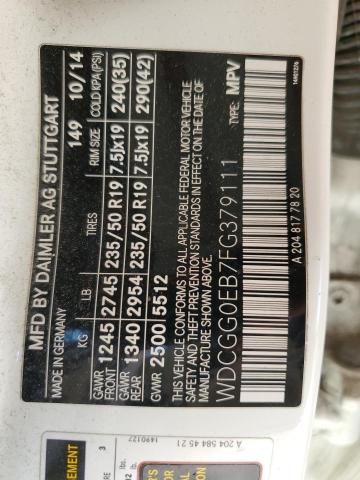 MFD BY DAIMLER AG STUTTGART
149 10/14
MADE IN GERMANY
KG LB TIRES RIM SIZE COLD KPA(PSI)
GAWR FRONT 1245 2745 235/50 R19 7.5Jx19 240(35)
GAWR REAR 1340 2954 235/50 R19 7.5Jx19 290(42)
GVWR 2500 5512
THIS VEHICLE CONFORMS TO ALL APPLICABLE FEDERAL MOTOR VEHICLE
SAFETY AND THEFT PREVENTION STANDARDS IN EFFECT ON THE DATE OF
MANUFACTURE SHOWN ABOVE.
TYPE: MPV
WDCGG0EB7FG379111
A 204 817 78 20
A 204 584 45 21
1490127
3
lbs.